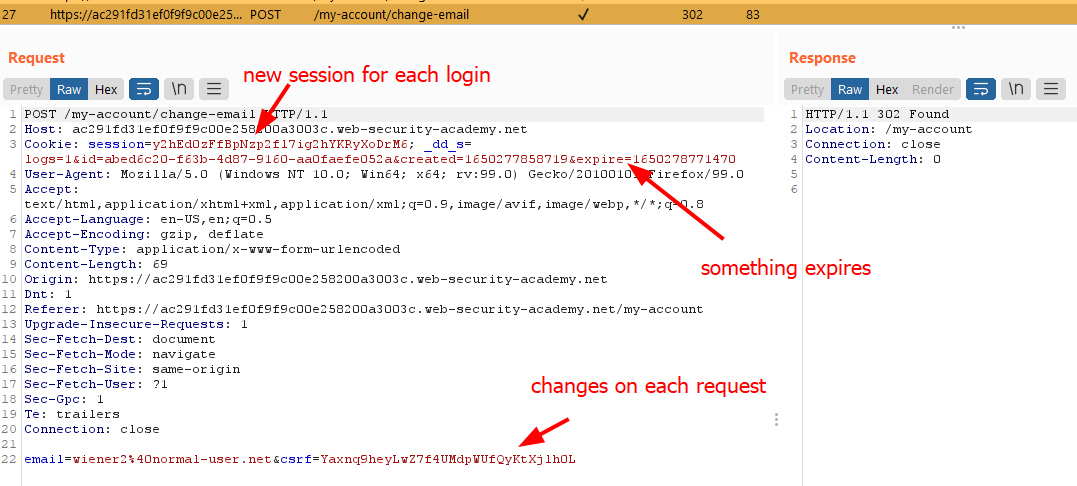 27 https://ac291fd31ef0f9f9c00e25... POST /my-account/change-email ✓ 302 83
Request
Pretty Raw Hex \n
new session for each login
1 POST /my-account/change-email HTTP/1.1
2 Host: ac291fd31ef0f9f9c00e258200a3003c.web-security-academy.net
3 Cookie: session=y2hEd0zFfBpNzp2fl7ig2hYKRyXoDrM6; _dd_s=
logs=1&id=abed6c20-f63b-4d87-9160-aa0faefe052a&created=1650277858719&expire=1650278771470
4 User-Agent: Mozilla/5.0 (Windows NT 10.0; Win64; x64; rv:99.0) Gecko/20100101 Firefox/99.0
5 Accept:
text/html,application/xhtml+xml,application/xml;q=0.9,image/avif,image/webp,*/*;q=0.8
6 Accept-Language: en-US,en;q=0.5
7 Accept-Encoding: gzip, deflate
8 Content-Type: application/x-www-form-urlencoded
9 Content-Length: 69
something expires
10 Origin: https://ac291fd31ef0f9f9c00e258200a3003c.web-security-academy.net
11 Dnt: 1
12 Referer: https://ac291fd31ef0f9f9c00e258200a3003c.web-security-academy.net/my-account
13 Upgrade-Insecure-Requests: 1
14 Sec-Fetch-Dest: document
15 Sec-Fetch-Mode: navigate
16 Sec-Fetch-Site: same-origin
17 Sec-Fetch-User: ?1
changes on each request
18 Sec-Gpc: 1
19 Te: trailers
20 Connection: close
21
22 email=wiener2%40normal-user.net&csrf=Yaxnq9heyLwZ7f4UMdpWUfQyKtXjlhOL
Response
Pretty Raw Hex Render \n
1 HTTP/1.1 302 Found
2 Location: /my-account
3 Connection: close
4 Content-Length: 0
5
6